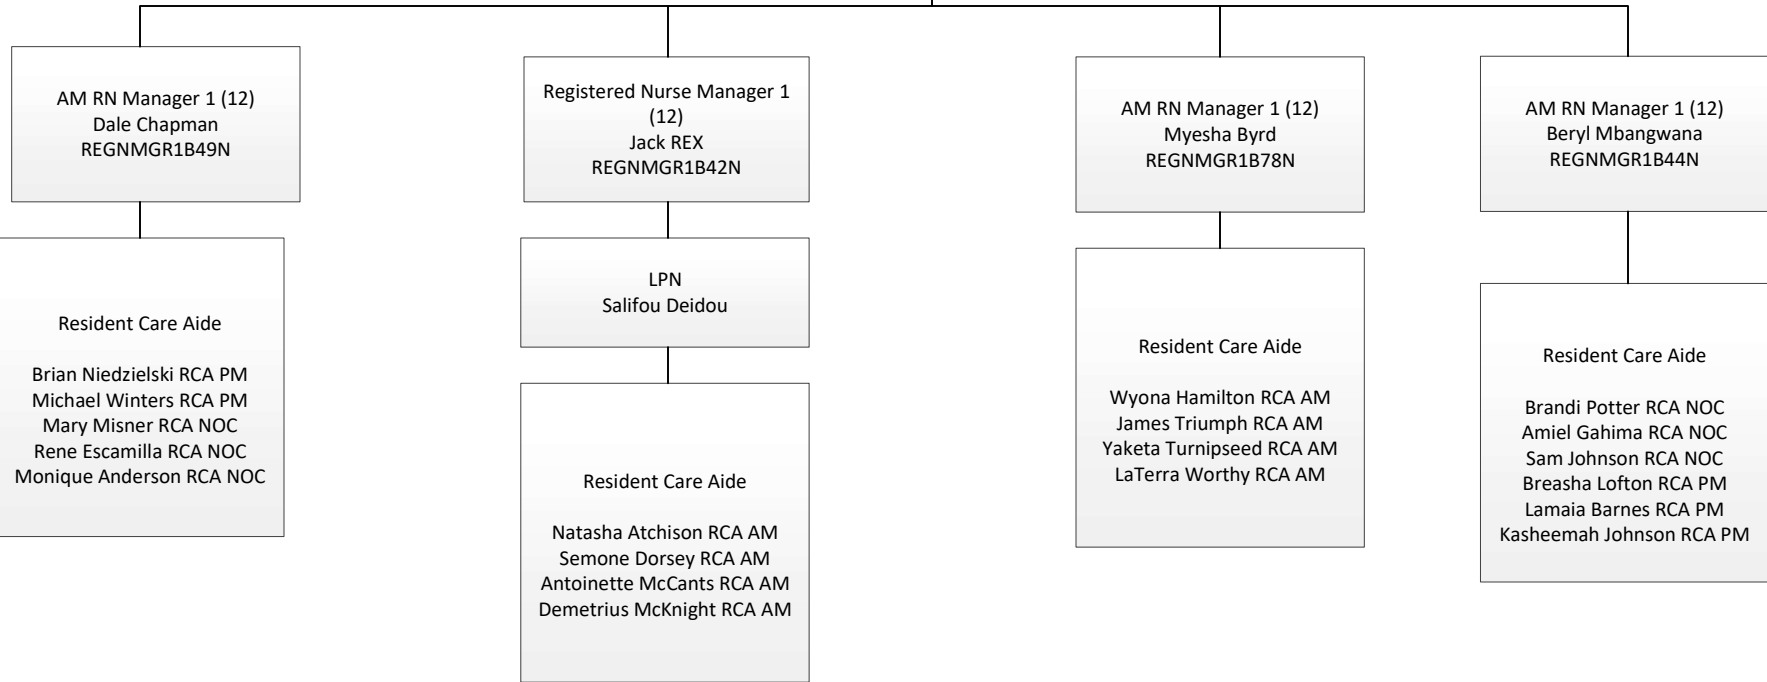 AM RN Manager 1 (12)
Dale Chapman
REGNMGR1B49N
Registered Nurse Manager 1
(12)
Jack REX
REGNMGR1B42N
AM RN Manager 1 (12)
Myesha Byrd
REGNMGR1B78N
AM RN Manager 1 (12)
Beryl Mbangwana
REGNMGR1B44N
Resident Care Aide
Brian Niedzielski RCA PM
Michael Winters RCA PM
Mary Misner RCA NOC
Rene Escamilla RCA NOC
Monique Anderson RCA NOC
LPN
Salifou Deidou
Resident Care Aide
Natasha Atchison RCA AM
Semone Dorsey RCA AM
Antoinette McCants RCA AM
Demetrius McKnight RCA AM
Resident Care Aide
Wyona Hamilton RCA AM
James Triumph RCA AM
Yaketa Turnipseed RCA AM
LaTerra Worthy RCA AM
Resident Care Aide
Brandi Potter RCA NOC
Amiel Gahima RCA NOC
Sam Johnson RCA NOC
Breasha Lofton RCA PM
Lamaia Barnes RCA PM
Kasheemah Johnson RCA PM